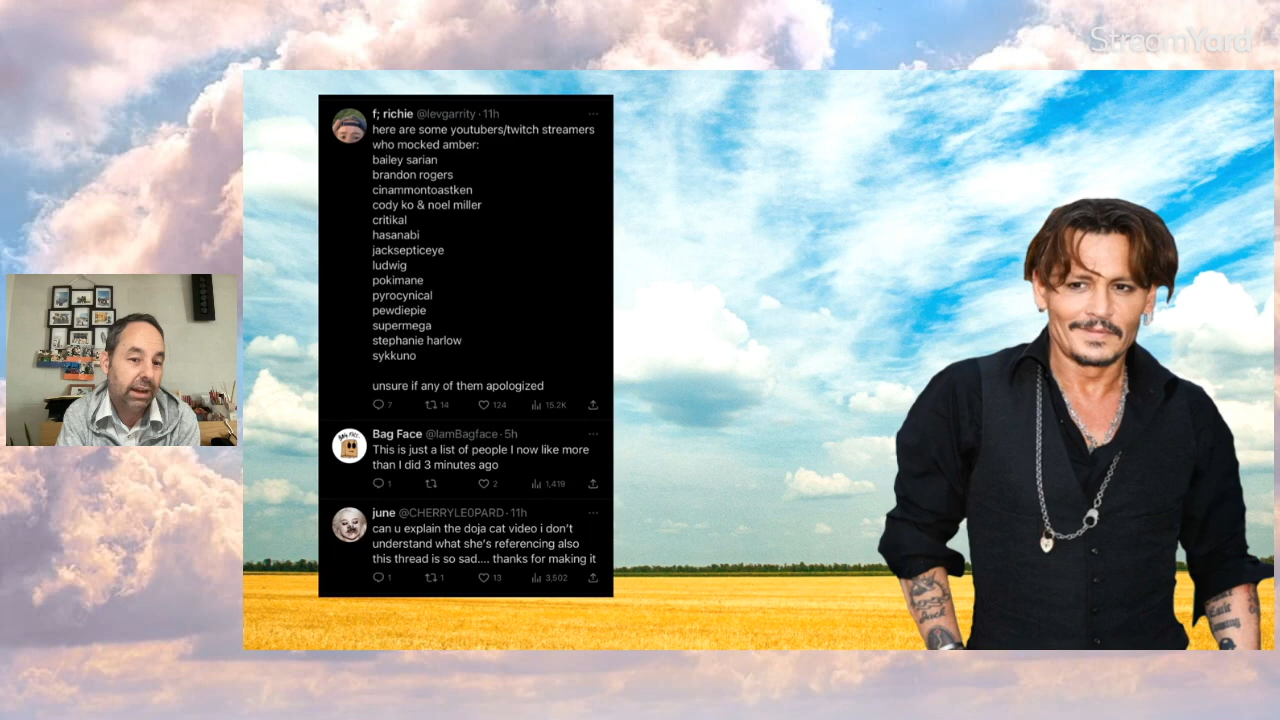 StreamYard
f; richie @levgarrity · 11h
here are some youtubers/twitch streamers
who mocked amber:
bailey sarian
brandon rogers
cinammontoastken
cody ko & noel miller
critikal
hasanabi
jacksepticeye
ludwig
pokimane
pyrocynical
pewdiepie
supermega
stephanie harlow
sykkuno
unsure if any of them apologized
7 14 124 15.2K
Bag Face @IamBagface · 5h
This is just a list of people I now like more
than I did 3 minutes ago
1 2 1,419
june @CHERRYLE0PARD · 11h
can u explain the doja cat video i don't
understand what she's referencing also
this thread is so sad.... thanks for making it
1 1 13 3,502
Jack